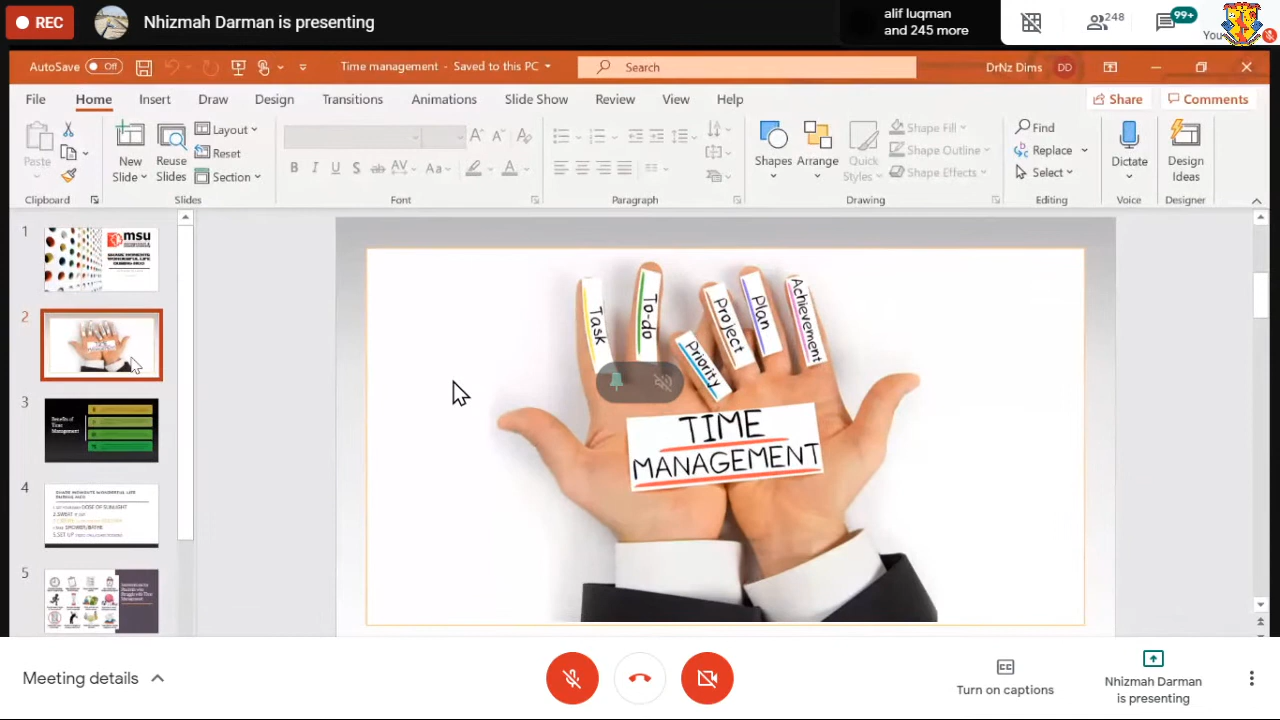 REC
Nhizmah Darman is presenting
alif luqman
and 245 more
248
99+
You
AutoSave Off
Time management - Saved to this PC
Search
DrNz Dims
DD
File Home Insert Draw Design Transitions Animations Slide Show Review View Help
Share
Comments
Paste
New
Slide
Reuse
Slides
Layout
Reset
Section
B I U S ab AV Aa A
Shapes
Arrange
Quick
Styles
Shape Fill
Shape Outline
Shape Effects
Find
Replace
Select
Dictate
Design
Ideas
Clipboard
Slides
Font
Paragraph
Drawing
Editing
Voice
Designer
1
msu
2
3
Benefits of
Time
Management
4
5
Task
To-do
Priority
Project
Plan
Achievement
TIME
MANAGEMENT
Meeting details
CC
Turn on captions
Nhizmah Darman
is presenting